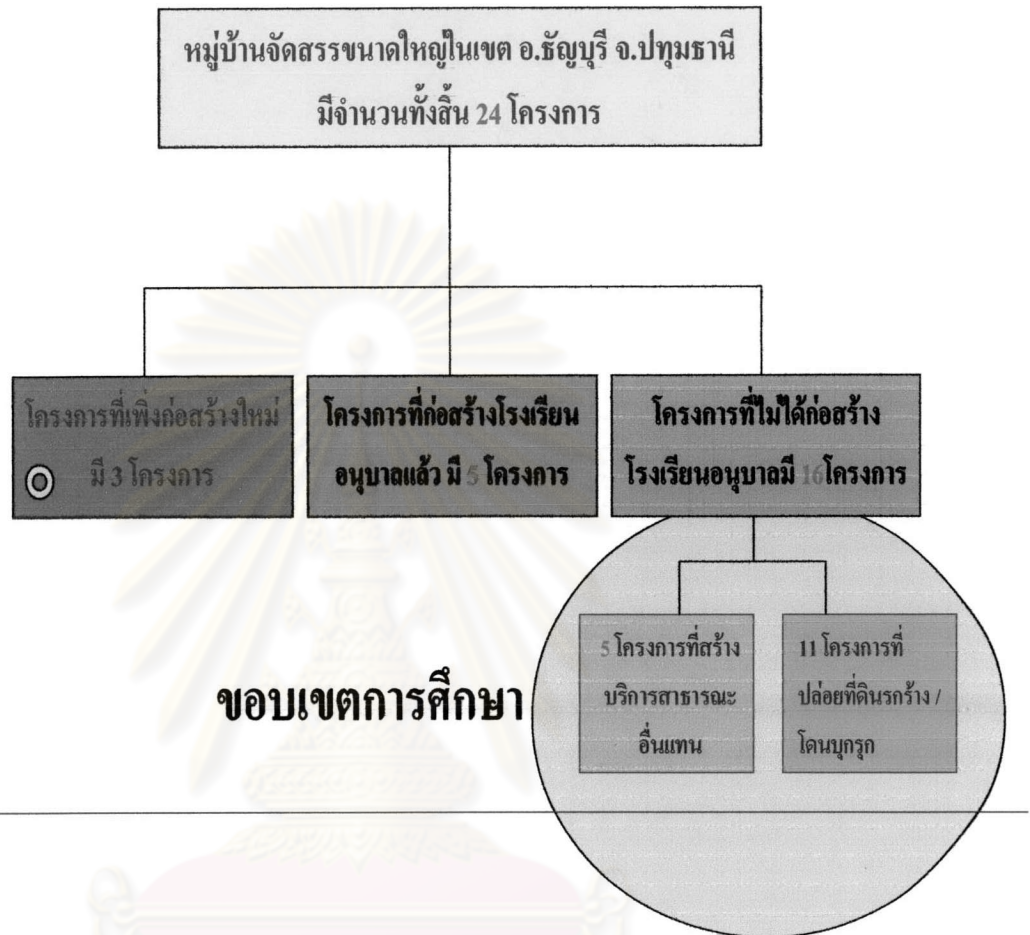 หมู่บ้านจัดสรรขนาดใหญ่ในเขต อ.ธัญบุรี จ.ปทุมธานี
มีจำนวนทั้งสิ้น 24 โครงการ
โครงการที่เพิ่งก่อสร้างใหม่
มี 3 โครงการ
โครงการที่ก่อสร้างโรงเรียน
อนุบาลแล้ว มี 5 โครงการ
โครงการที่ไม่ได้ก่อสร้าง
โรงเรียนอนุบาลมี 16โครงการ
5 โครงการที่สร้าง
บริการสาธารณะ
อื่นแทน
11 โครงการที่
ปล่อยที่ดินรกร้าง /
โดนบุกรุก
ขอบเขตการศึกษา